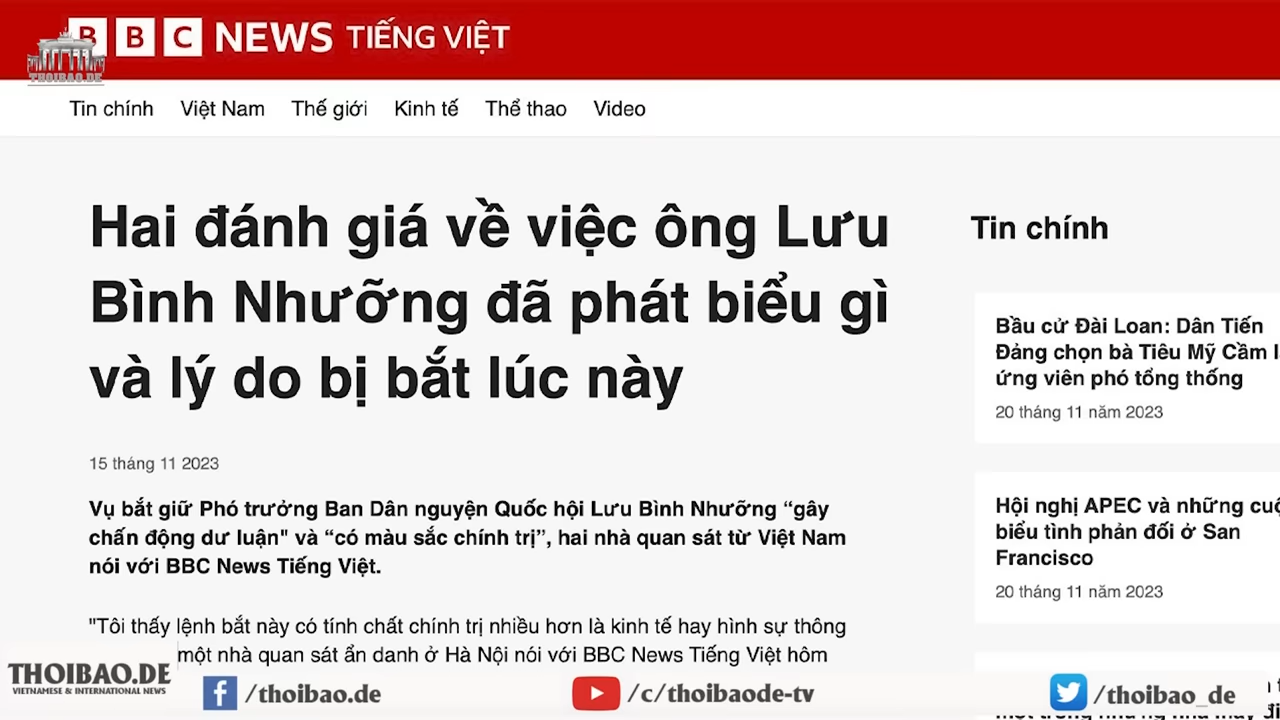 BBC NEWS TIẾNG VIỆT
THOIBAO.DE
Tin chính Việt Nam Thế giới Kinh tế Thể thao Video
Hai đánh giá về việc ông Lưu
Bình Nhưỡng đã phát biểu gì
và lý do bị bắt lúc này
15 tháng 11 2023
Vụ bắt giữ Phó trưởng Ban Dân nguyện Quốc hội Lưu Bình Nhưỡng “gây
chấn động dư luận" và “có màu sắc chính trị”, hai nhà quan sát từ Việt Nam
nói với BBC News Tiếng Việt.
"Tôi thấy lệnh bắt này có tính chất chính trị nhiều hơn là kinh tế hay hình sự thông
một nhà quan sát ẩn danh ở Hà Nội nói với BBC News Tiếng Việt hôm
Tin chính
Bầu cử Đài Loan: Dân Tiến
Đảng chọn bà Tiêu Mỹ Cầm
ứng viên phó tổng thống
20 tháng 11 năm 2023
Hội nghị APEC và những
biểu tình phản đối ở San
Francisco
20 tháng 11 năm 2023
THOIBAO.DE
VIETNAMESE & INTERNATIONAL NEWS
/thoibao.de
/c/thoibaode-tv
/thoibao_de